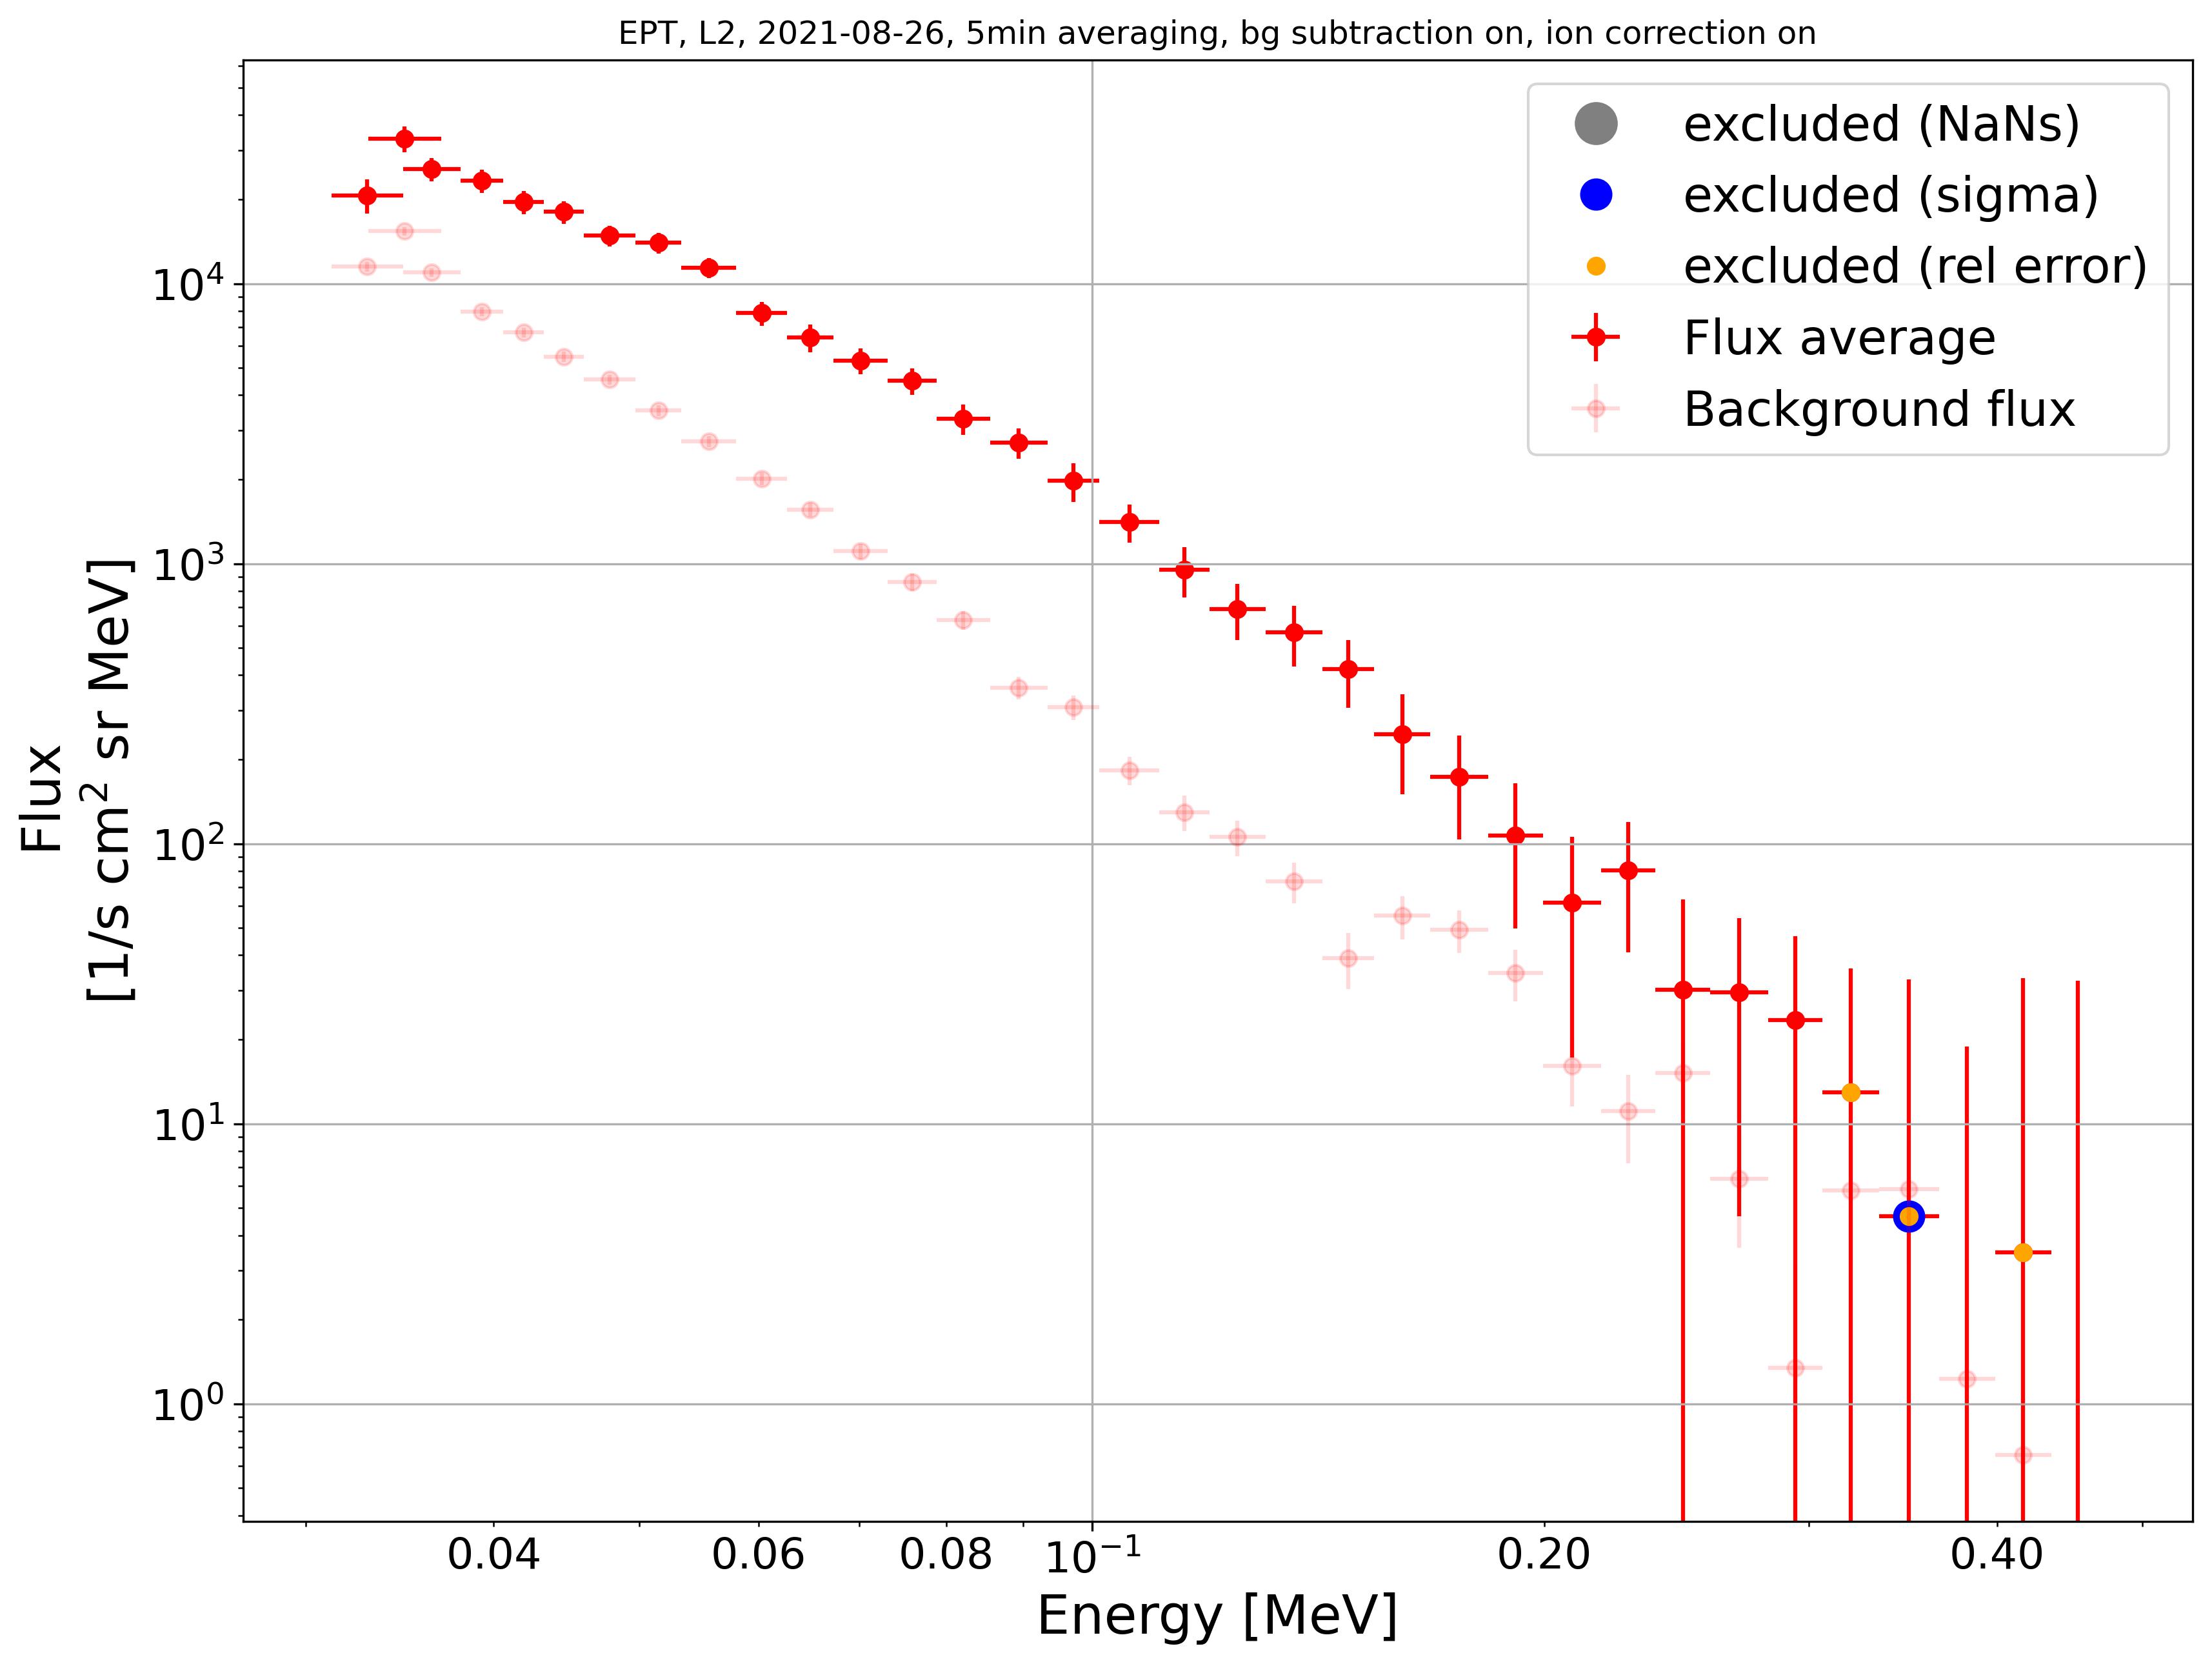 EPT, L2, 2021-08-26, 5min averaging, bg subtraction on, ion correction on
excluded (NaNs)
excluded (sigma)
excluded (rel error)
Flux average
Background flux
Flux
[1/s cm² sr MeV]
10⁴
10³
10²
10¹
10⁰
0.04 0.06 0.08 10⁻¹ 0.20 0.40
Energy [MeV]